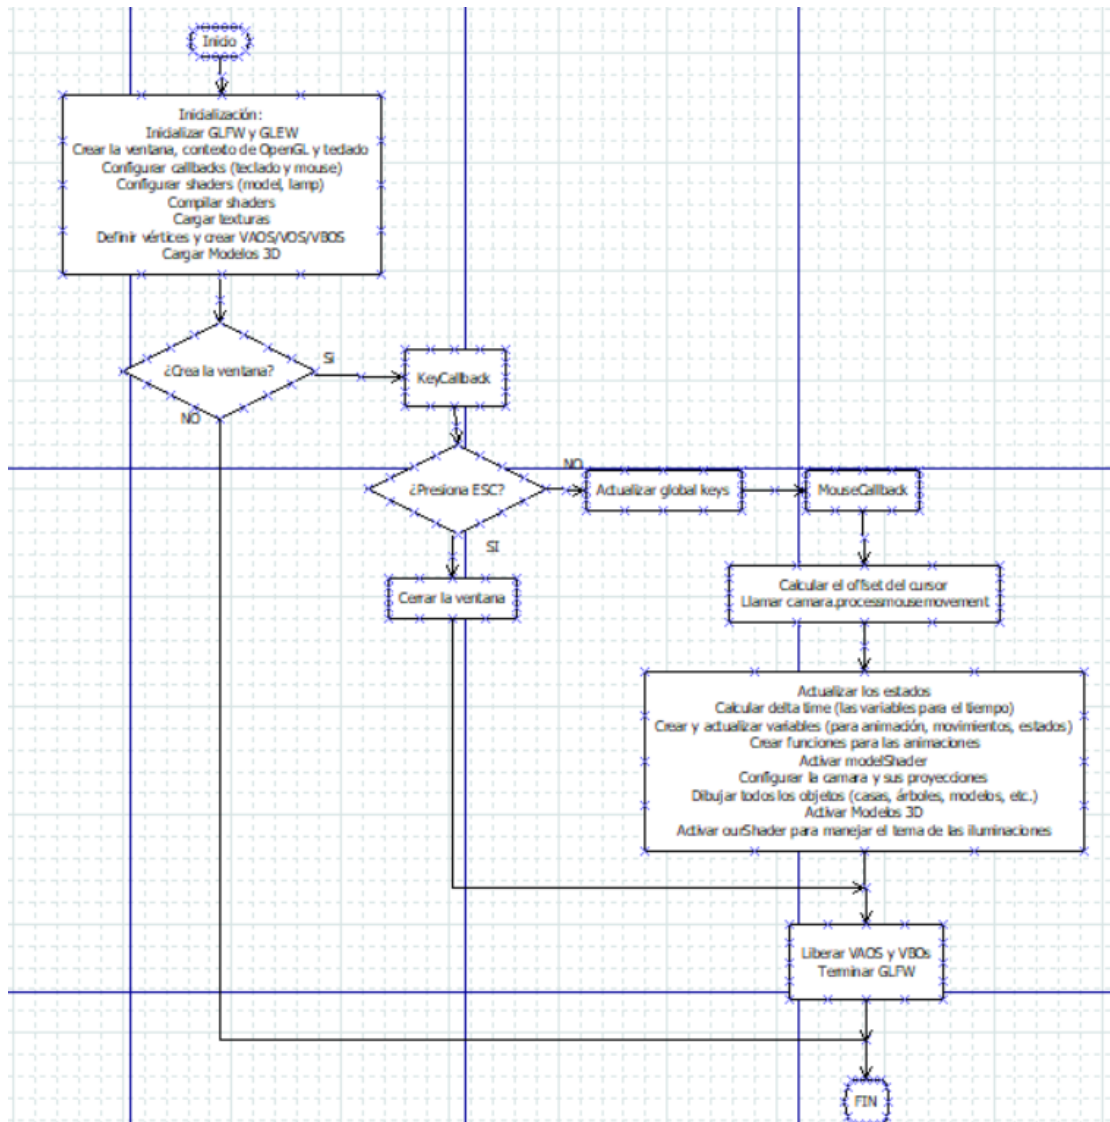 Inicio
Inicialización:
Inicializar GLFW y GLEW
Crear la ventana, contexto de OpenGL y teclado
Configurar callbacks (teclado y mouse)
Configurar shaders (model, lamp)
Compilar shaders
Cargar texturas
Definir vértices y crear VAOS/VOS/VBOS
Cargar Modelos 3D
¿Crea la ventana?
SI
NO
KeyCallback
¿Presiona ESC?
NO
Actualizar global keys
MouseCallback
SI
Cerrar la ventana
Calcular el offset del cursor
Llamar camara.processmousemovement
Actualizar los estados
Calcular delta time (las variables para el tiempo)
Crear y actualizar variables (para animación, movimientos, estados)
Crear funciones para las animaciones
Activar modelShader
Configurar la camara y sus proyecciones
Dibujar todos los objetos (casas, árboles, modelos, etc.)
Activar Modelos 3D
Activar ourShader para manejar el tema de las iluminaciones
Liberar VAOS y VBOs
Terminar GLFW
FIN